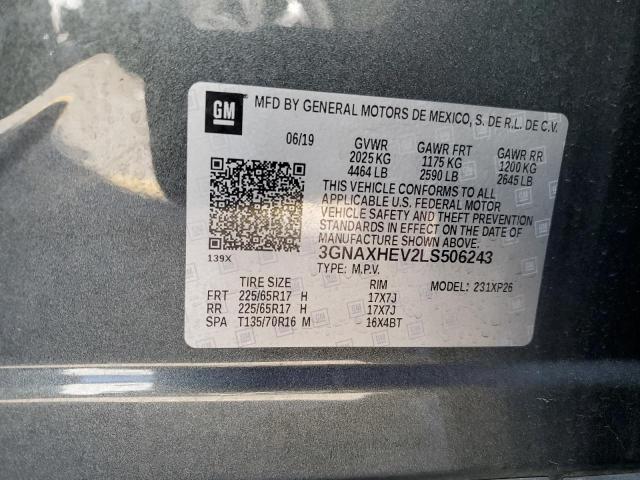 GM MFD BY GENERAL MOTORS DE MEXICO, S. DE R.L. DE C.V.
06/19 GVWR GAWR FRT GAWR RR
2025 KG 1175 KG 1200 KG
4464 LB 2590 LB 2645 LB
THIS VEHICLE CONFORMS TO ALL
APPLICABLE U.S. FEDERAL MOTOR
VEHICLE SAFETY AND THEFT PREVENTION
STANDARDS IN EFFECT ON THE DATE OF
MANUFACTURE SHOWN ABOVE.
139X 3GNAXHEV2LS506243
TYPE: M.P.V.
TIRE SIZE RIM MODEL: 231XP26
FRT 225/65R17 H 17X7J
RR 225/65R17 H 17X7J
SPA T135/70R16 M 16X4BT